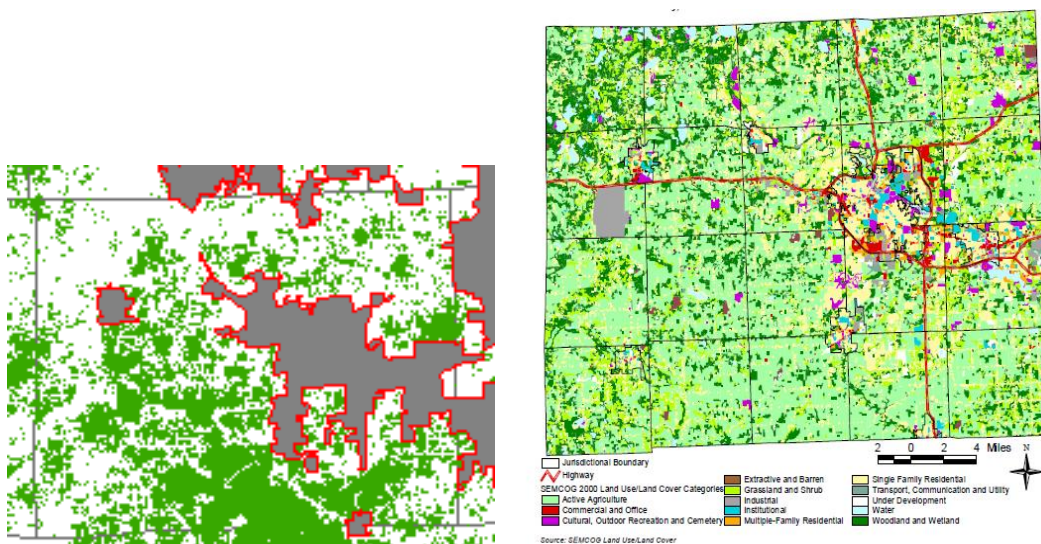 2 0 2 4 Miles
N
Jurisdictional Boundary
Highway
SEMCOG 2000 Land Use/Land Cover Categories
Active Agriculture
Commercial and Office
Cultural, Outdoor Recreation and Cemetery
Extractive and Barren
Grassland and Shrub
Industrial
Institutional
Multiple-Family Residential
Single Family Residential
Transport, Communication and Utility
Under Development
Water
Woodland and Wetland
Source: SEMCOG Land Use/Land Cover